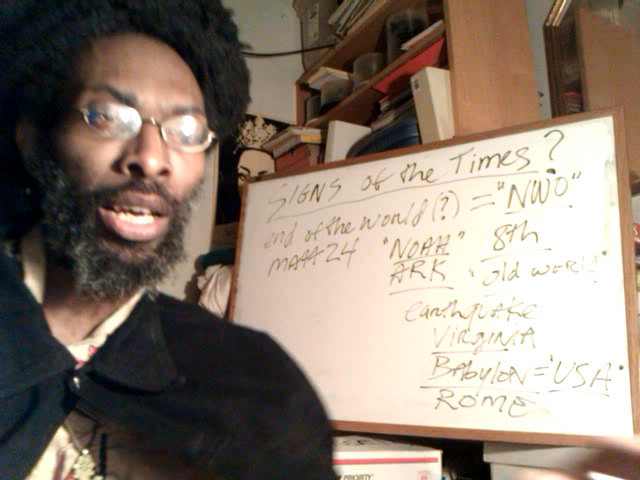 SIGNS of the Times?
end of the world(?) = "NWO"
MATT 24 "NOAH" 8th
ARK "old world"
earthquake
VIRGINIA
BAbylon = "USA"
ROME
PRIORITY